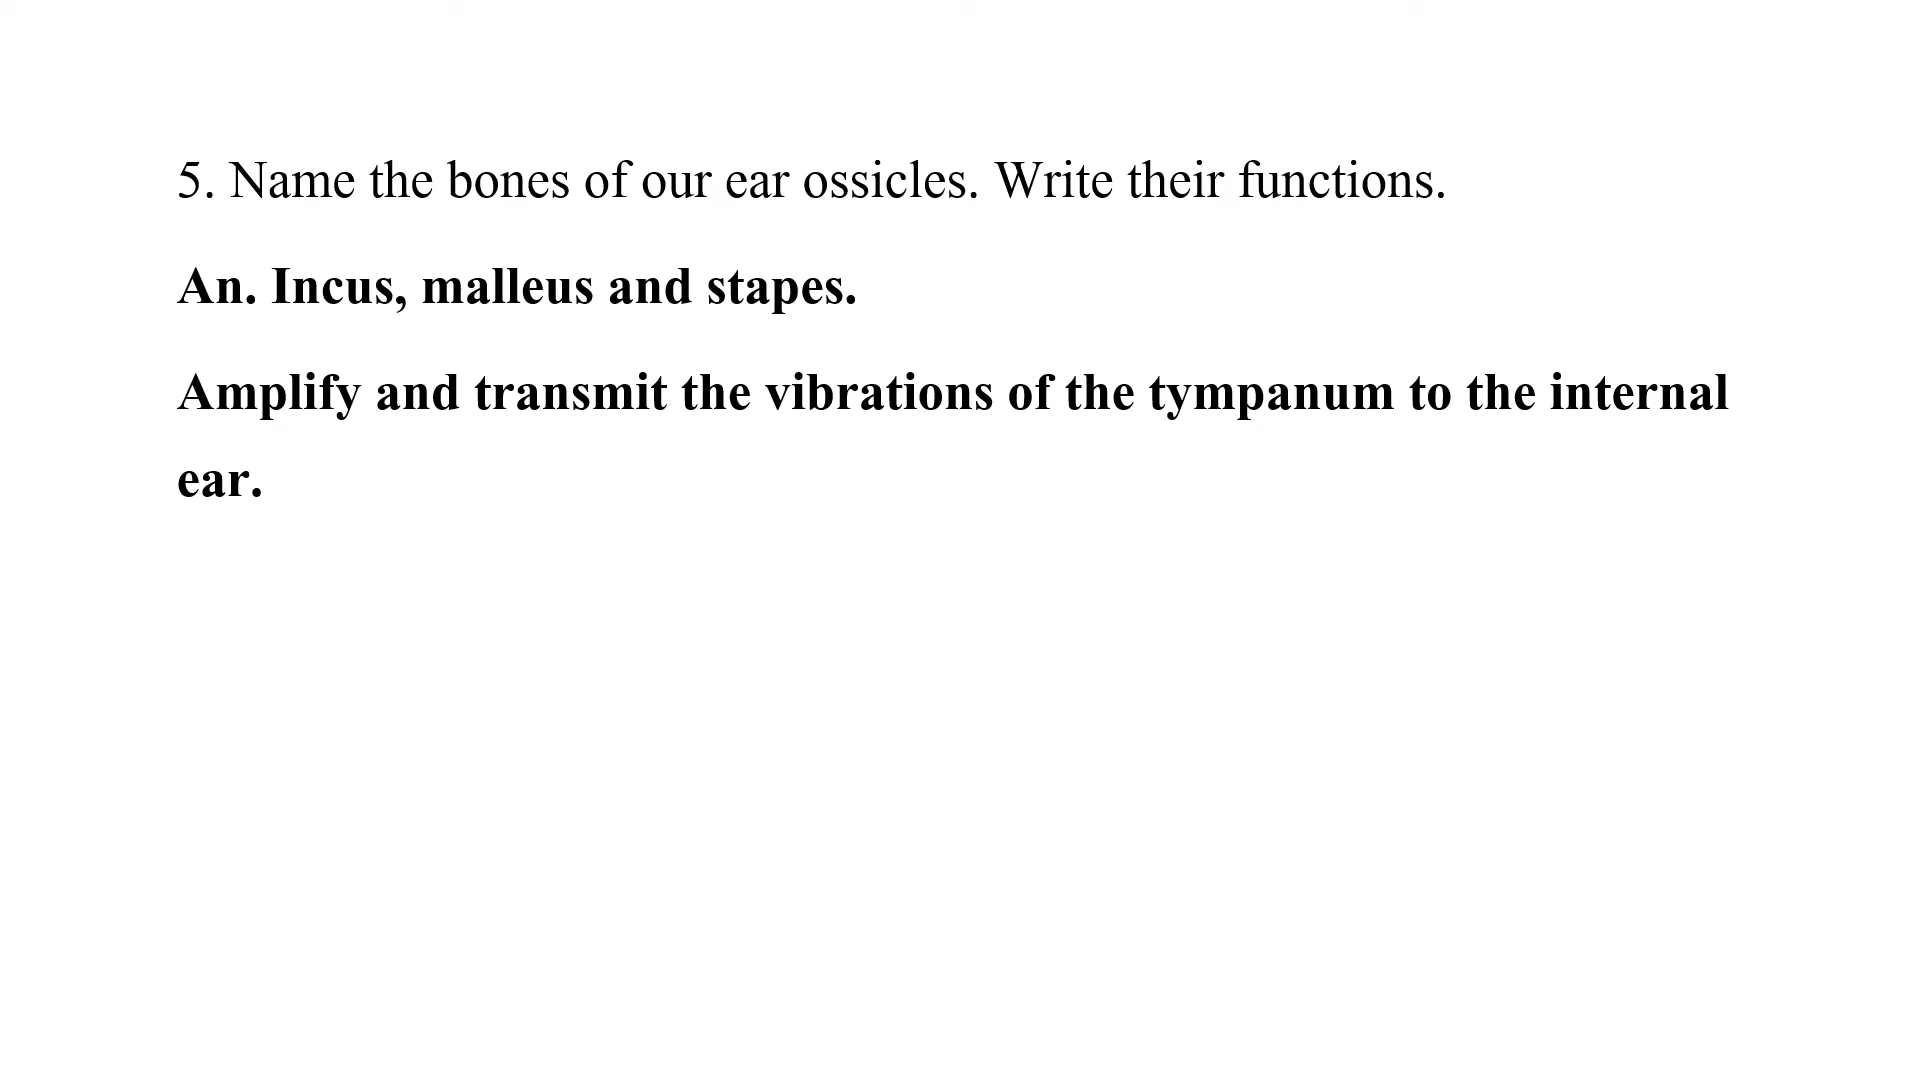 5. Name the bones of our ear ossicles. Write their functions.
An. Incus, malleus and stapes.
Amplify and transmit the vibrations of the tympanum to the internal
ear.